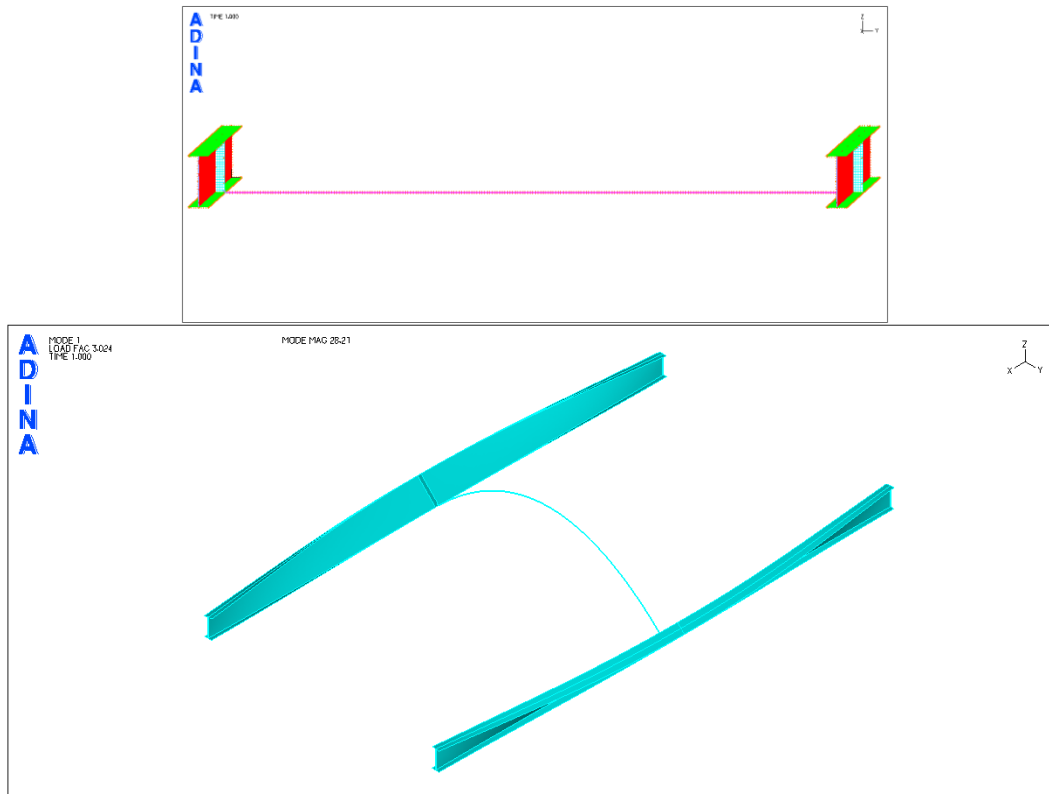 ADINA
TIME 1.000
Z
X Y
ADINA
MODE 1
LOAD FAC 3.024
TIME 1.000
MODE MAG 28.21
Z
X Y